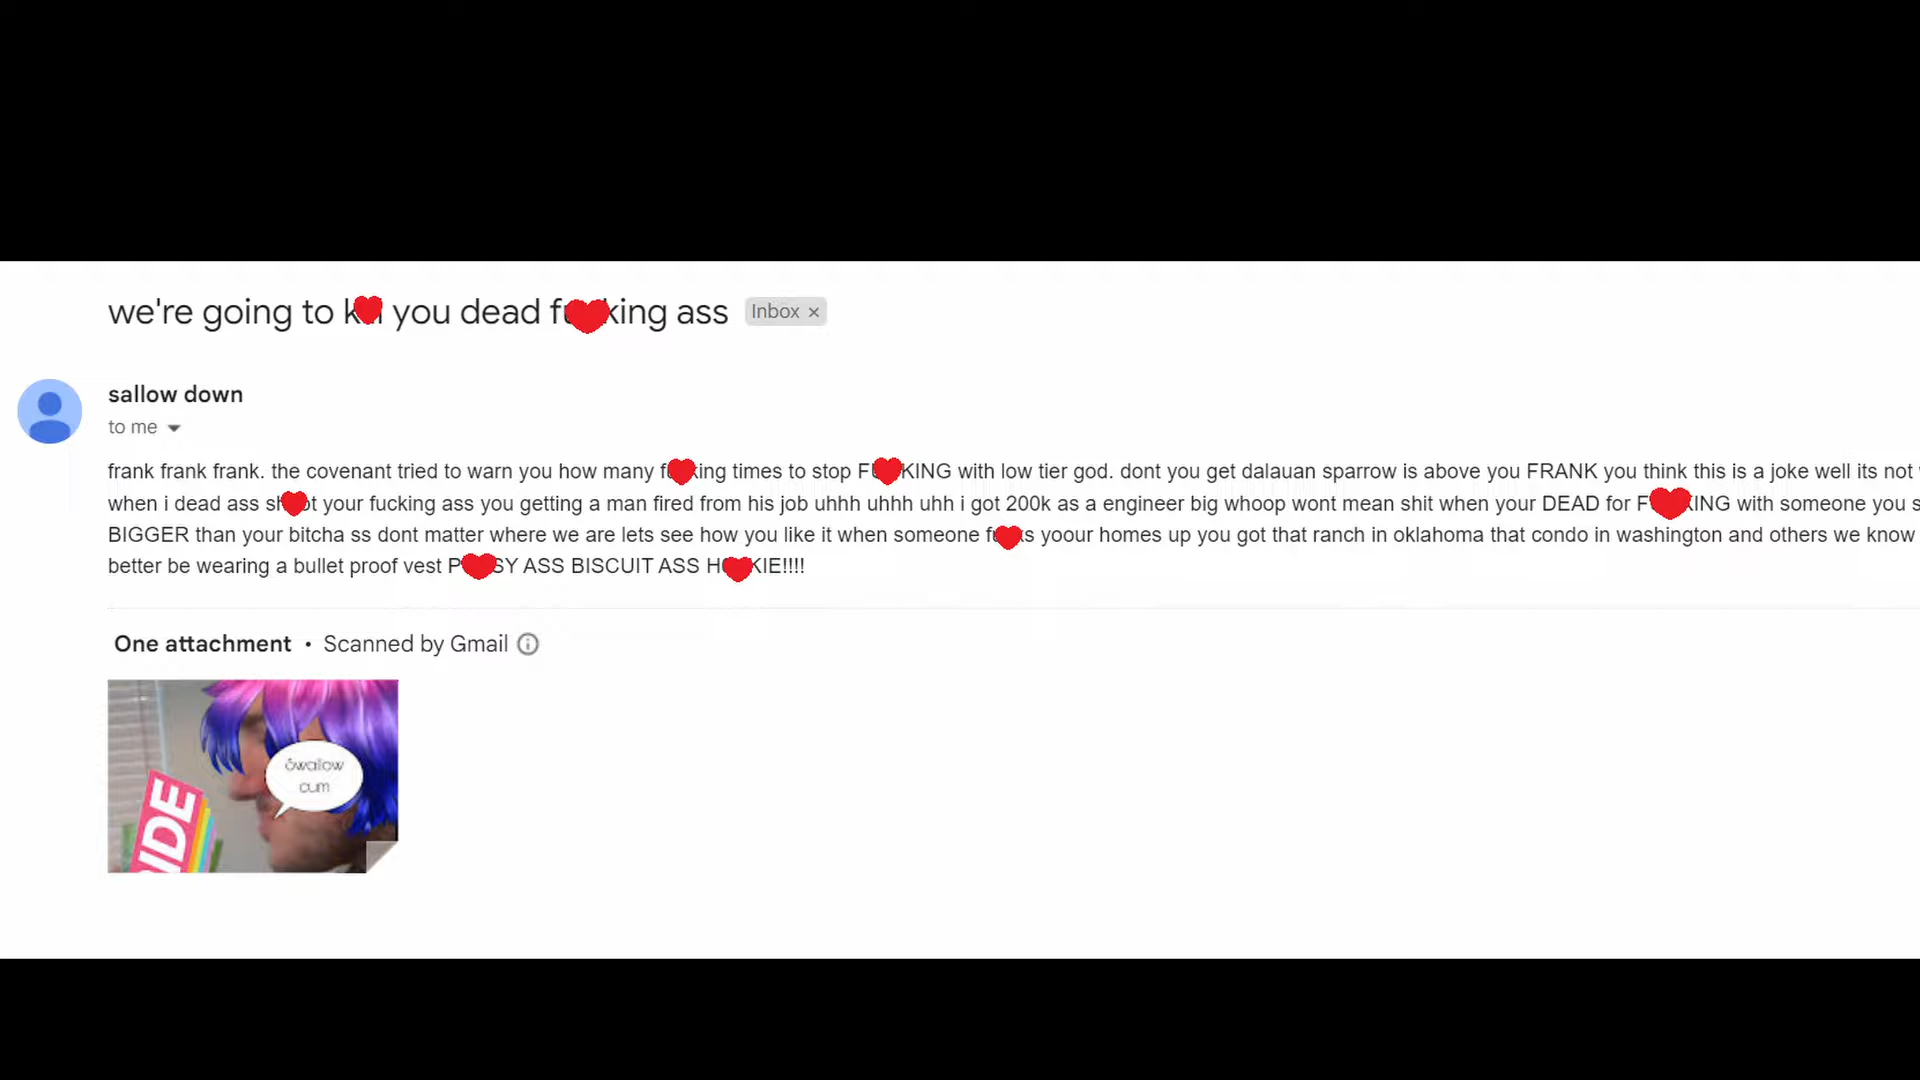 we're going to you dead ass Inbox ×
sallow down
to me
frank frank frank. the covenant tried to warn you how many times to stop with low tier god. dont you get dalauan sparrow is above you FRANK you think this is a joke well its not
when i dead ass your fucking ass you getting a man fired from his job uhhh uhhh uhh i got 200k as a engineer big whoop wont mean shit when your DEAD for with someone you
BIGGER than your bitcha ss dont matter where we are lets see how you like it when someone yoour homes up you got that ranch in oklahoma that condo in washington and others we know
better be wearing a bullet proof vest ASS BISCUIT ASS
One attachment • Scanned by Gmail
Swallow
cum
IDE